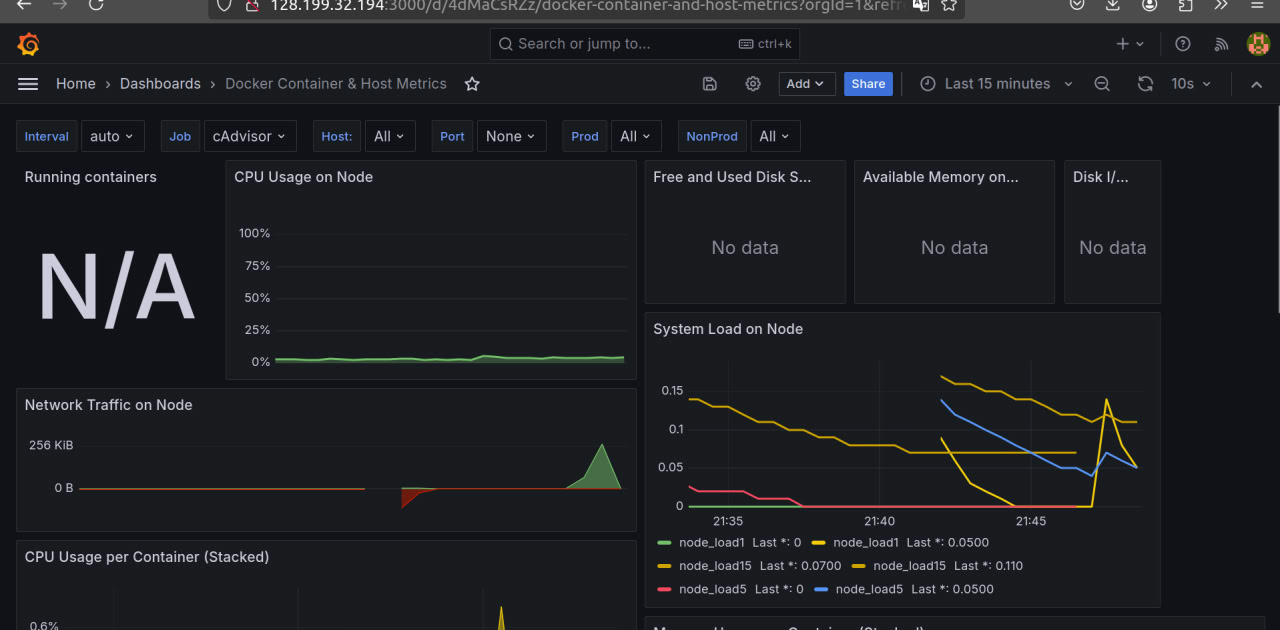 128.199.32.194:3000/d/4dMaCsRZz/docker-container-and-host-metrics?orgId=1&refr
Search or jump to... ctrl+k
Home › Dashboards › Docker Container & Host Metrics Add Share Last 15 minutes 10s
Interval auto Job cAdvisor Host: All Port None Prod All NonProd All
Running containers
N/A
CPU Usage on Node
100%
75%
50%
25%
0%
Free and Used Disk S...
No data
Available Memory on...
No data
Disk I/...
No data
Network Traffic on Node
256 KiB
0 B
System Load on Node
0.15
0.1
0.05
0
21:35 21:40 21:45
node_load1 Last *: 0 node_load1 Last *: 0.0500
node_load15 Last *: 0.0700 node_load15 Last *: 0.110
node_load5 Last *: 0 node_load5 Last *: 0.0500
CPU Usage per Container (Stacked)
0.6%